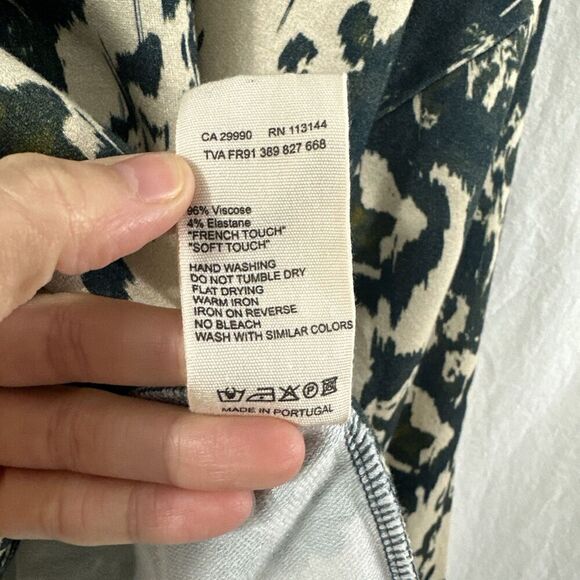 CA 29990 RN 113144
TVA FR91 389 827 668
96% Viscose
4% Elastane
"FRENCH TOUCH"
"SOFT TOUCH"
HAND WASHING
DO NOT TUMBLE DRY
FLAT DRYING
WARM IRON
IRON ON REVERSE
NO BLEACH
WASH WITH SIMILAR COLORS
MADE IN PORTUGAL